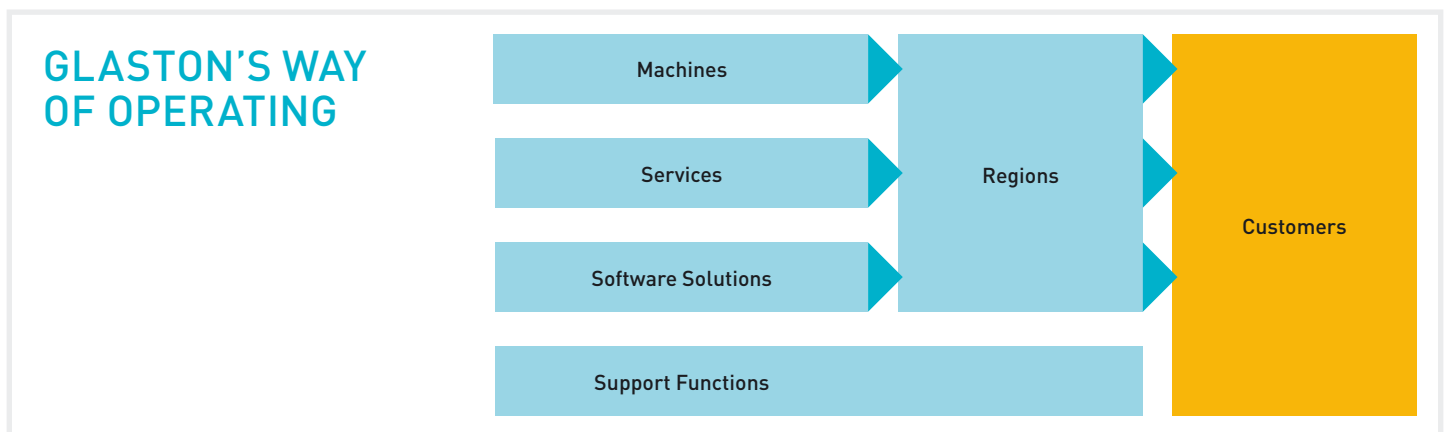 GLASTON’S WAY
OF OPERATING
Machines
Services
Regions
Customers
Software Solutions
Support Functions